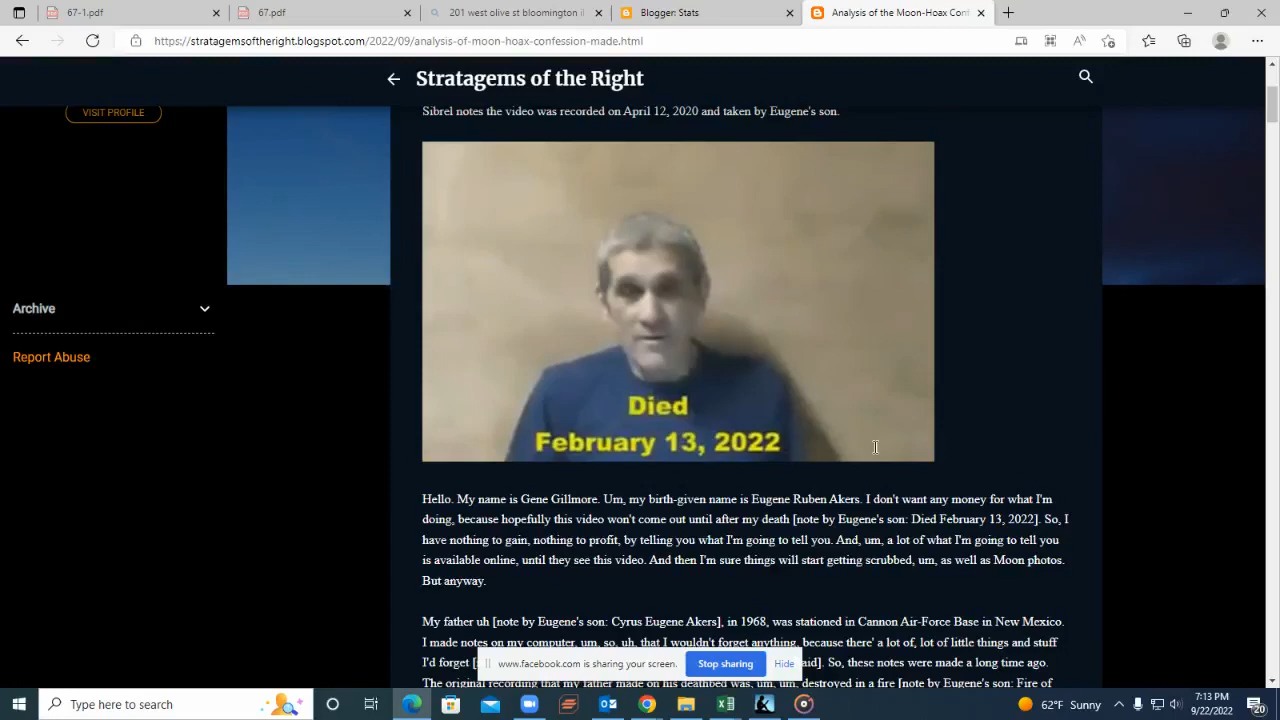 67-1.pdf
67.pdf
201 west olive st bloomington il
Blogger: Stats
Analysis of the Moon-Hoax Conf
https://stratagemsoftheright.blogspot.com/2022/09/analysis-of-moon-hoax-confession-made.html
Stratagems of the Right
VISIT PROFILE
Sibrel notes the video was recorded on April 12, 2020 and taken by Eugene's son.
Died
February 13, 2022
Archive
Report Abuse
Hello. My name is Gene Gillmore. Um, my birth-given name is Eugene Ruben Akers. I don't want any money for what I'm
doing, because hopefully this video won't come out until after my death [note by Eugene's son: Died February 13, 2022]. So, I
have nothing to gain, nothing to profit, by telling you what I'm going to tell you. And, um, a lot of what I'm going to tell you
is available online, until they see this video. And then I'm sure things will start getting scrubbed, um, as well as Moon photos.
But anyway.
My father uh [note by Eugene's son: Cyrus Eugene Akers], in 1968, was stationed in Cannon Air-Force Base in New Mexico.
I made notes on my computer, um, so, uh, that I wouldn't forget anything, because there' a lot of, lot of little things and stuff
I'd forget [ aid]. So, these notes were made a long time ago.
The original recording that my father made on his deathbed was, um, um, destroyed in a fire [note by Eugene's son: Fire of
www.facebook.com is sharing your screen.
Stop sharing
Hide
Type here to search
62°F Sunny
7:13 PM
9/22/2022
20